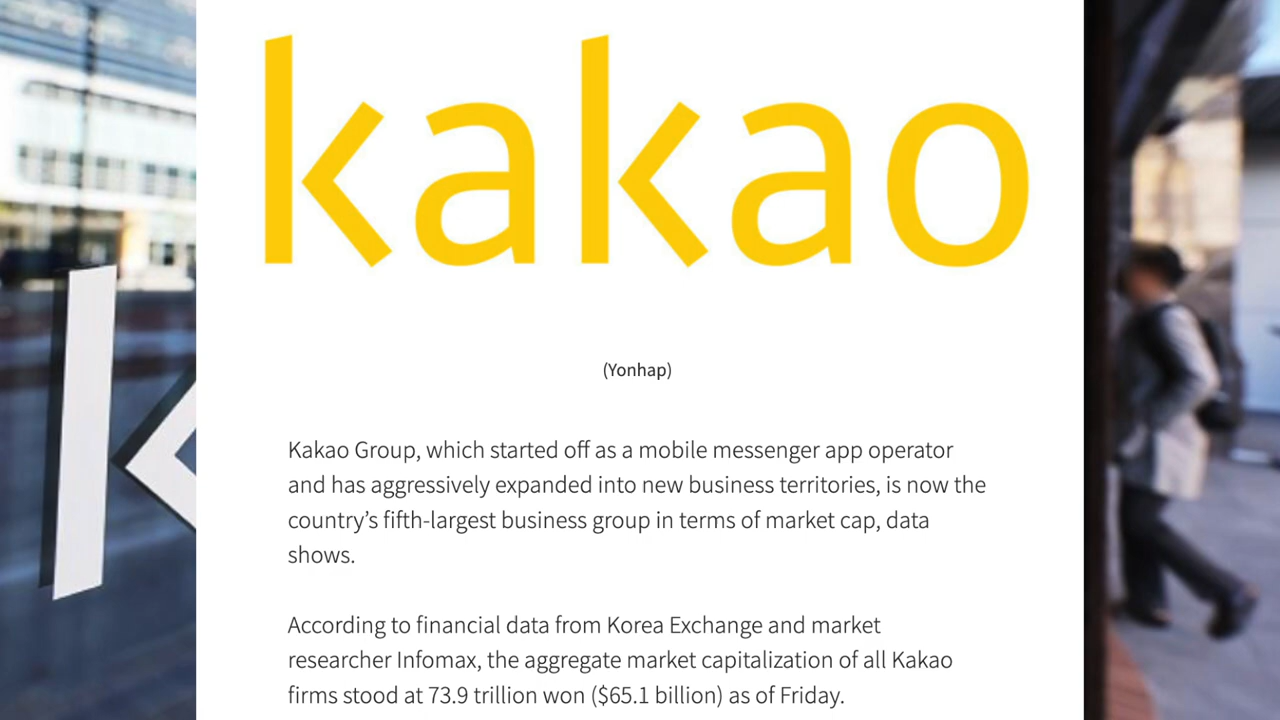 kakao
(Yonhap)
Kakao Group, which started off as a mobile messenger app operator
and has aggressively expanded into new business territories, is now the
country’s fifth-largest business group in terms of market cap, data
shows.
According to financial data from Korea Exchange and market
researcher Infomax, the aggregate market capitalization of all Kakao
firms stood at 73.9 trillion won ($65.1 billion) as of Friday.
k